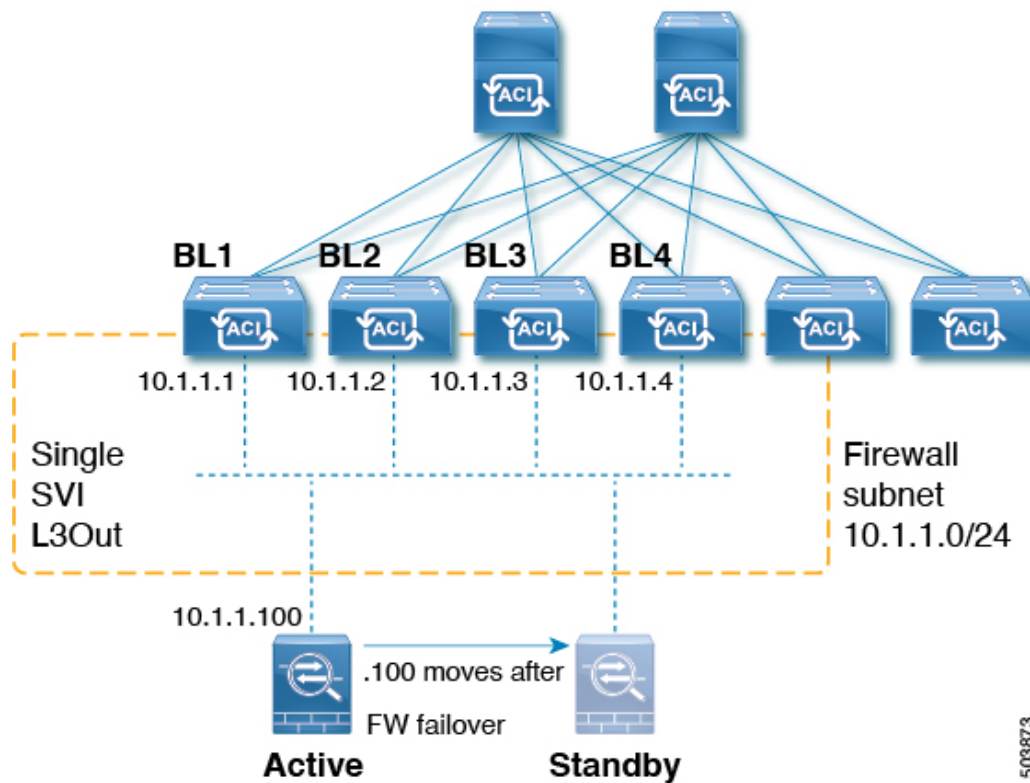 ACI ACI
BL1 BL2 BL3 BL4
ACI ACI ACI ACI ACI ACI
10.1.1.1 10.1.1.2 10.1.1.3 10.1.1.4
Single
SVI
L3Out
Firewall
subnet
10.1.1.0/24
10.1.1.100
.100 moves after
FW failover
Active Standby
503873